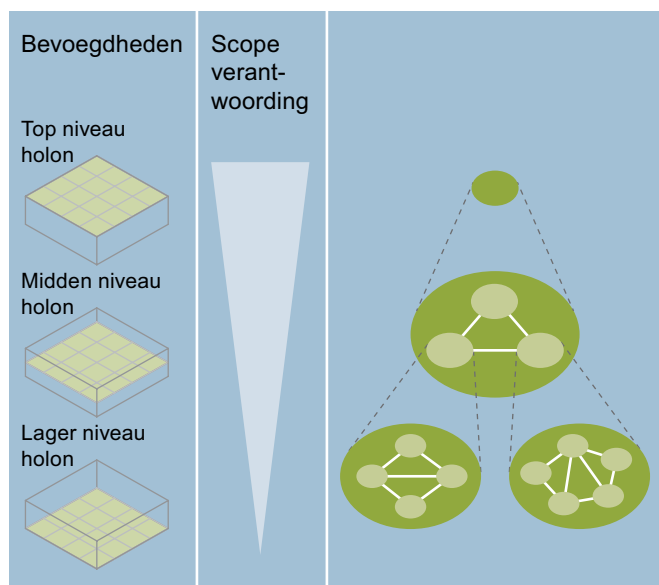 Bevoegdheden
Scope
verant-
woording
Top niveau
holon
Midden niveau
holon
Lager niveau
holon